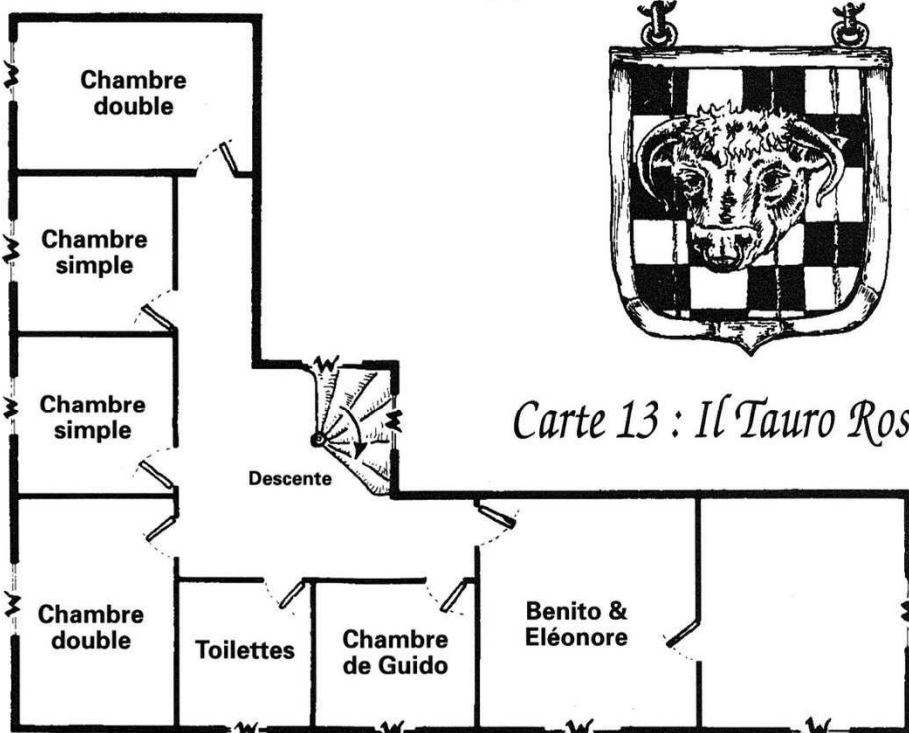 Chambre
double
Chambre
simple
Chambre
simple
Carte 13 : Il Tauro Ros
Descente
Chambre
double
Toilettes
Chambre
de Guido
Benito &
Eléonore
W
W
W
W
W
W
W
W
W
W
W